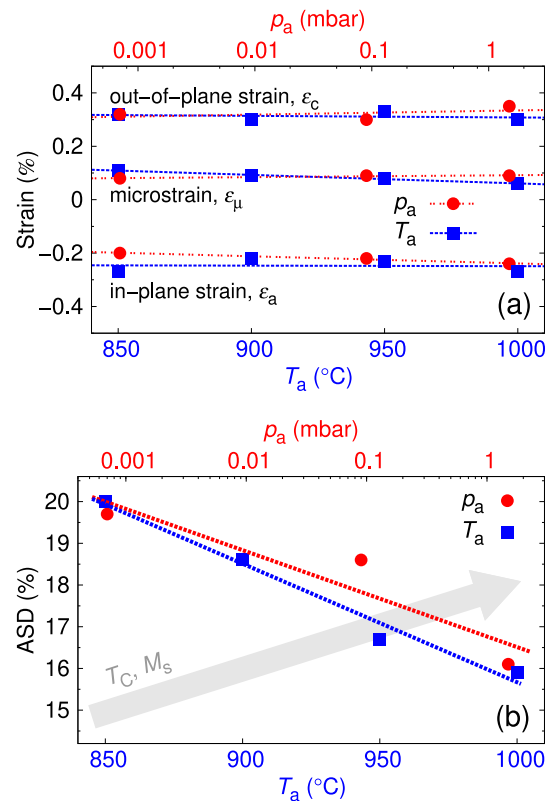 pₐ (mbar)
0.001 0.01 0.1 1
Strain (%)
0.4
0.2
0
−0.2
−0.4
out−of−plane strain, ε꜀
microstrain, εμ
in−plane strain, εₐ
pₐ
Tₐ
(a)
850 900 950 1000
Tₐ (°C)
pₐ (mbar)
0.001 0.01 0.1 1
ASD (%)
20
19
18
17
16
15
pₐ
Tₐ
T_C, Mₛ
(b)
850 900 950 1000
Tₐ (°C)